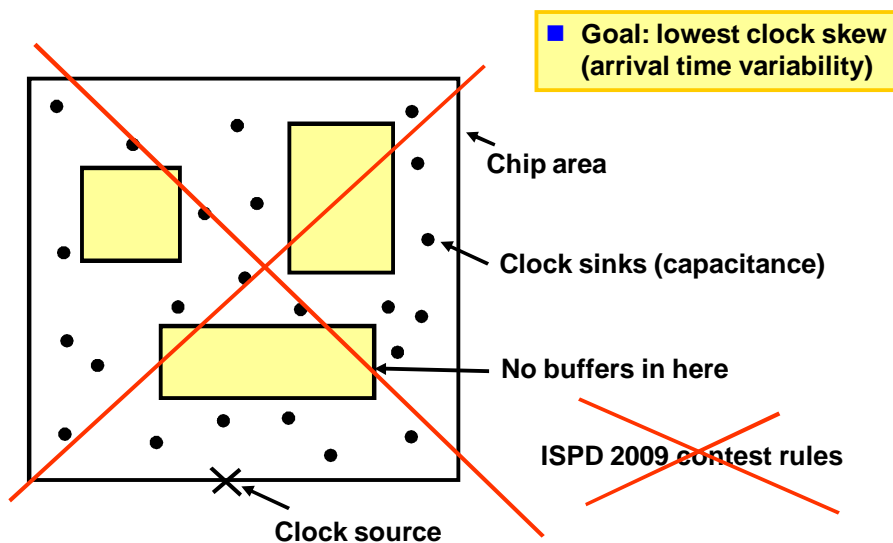 Goal: lowest clock skew
(arrival time variability)
Chip area
Clock sinks (capacitance)
No buffers in here
ISPD 2009 contest rules
Clock source